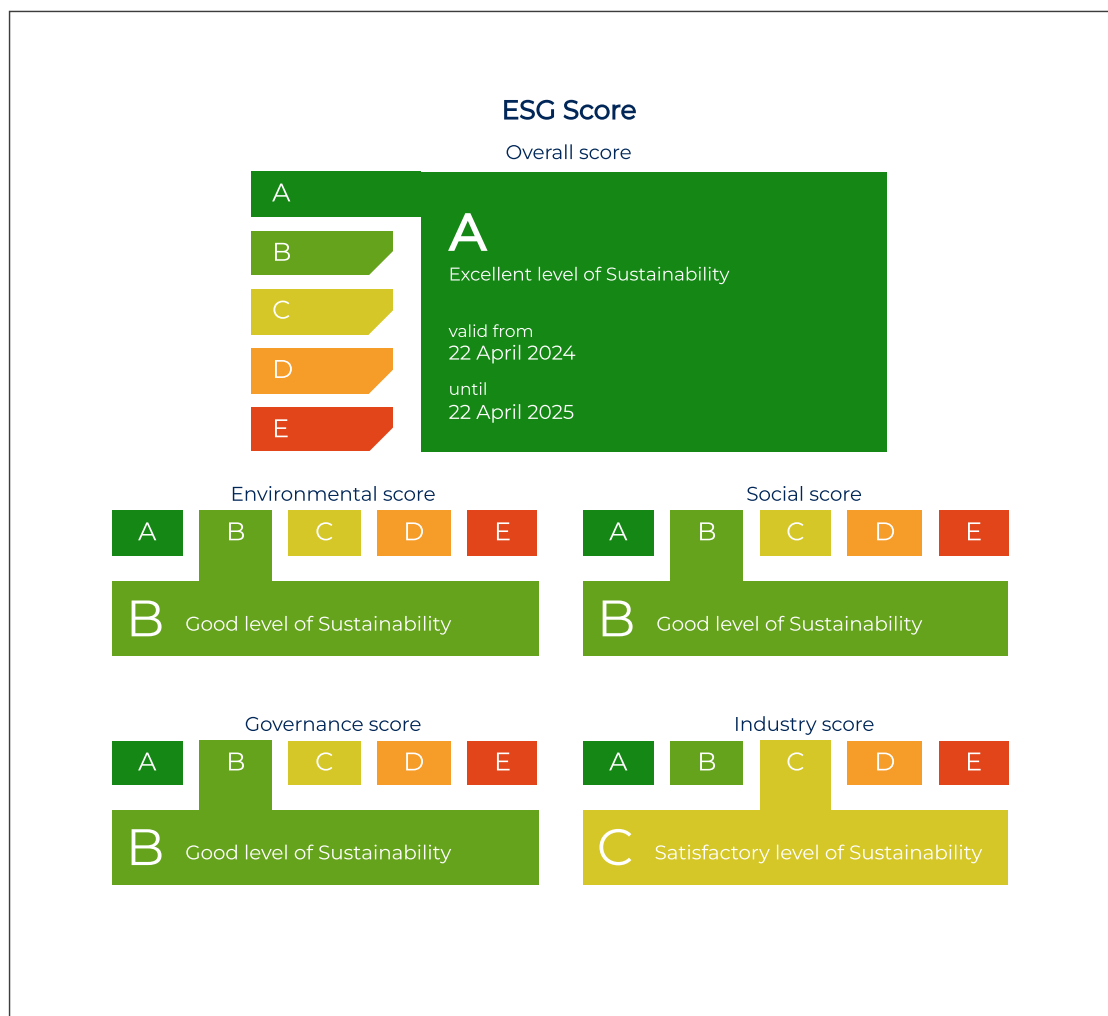 ESG Score
Overall score
A
B
C
D
E
A
Excellent level of Sustainability
valid from
22 April 2024
until
22 April 2025
Environmental score
A B C D E
B Good level of Sustainability
Social score
A B C D E
B Good level of Sustainability
Governance score
A B C D E
B Good level of Sustainability
Industry score
A B C D E
C Satisfactory level of Sustainability